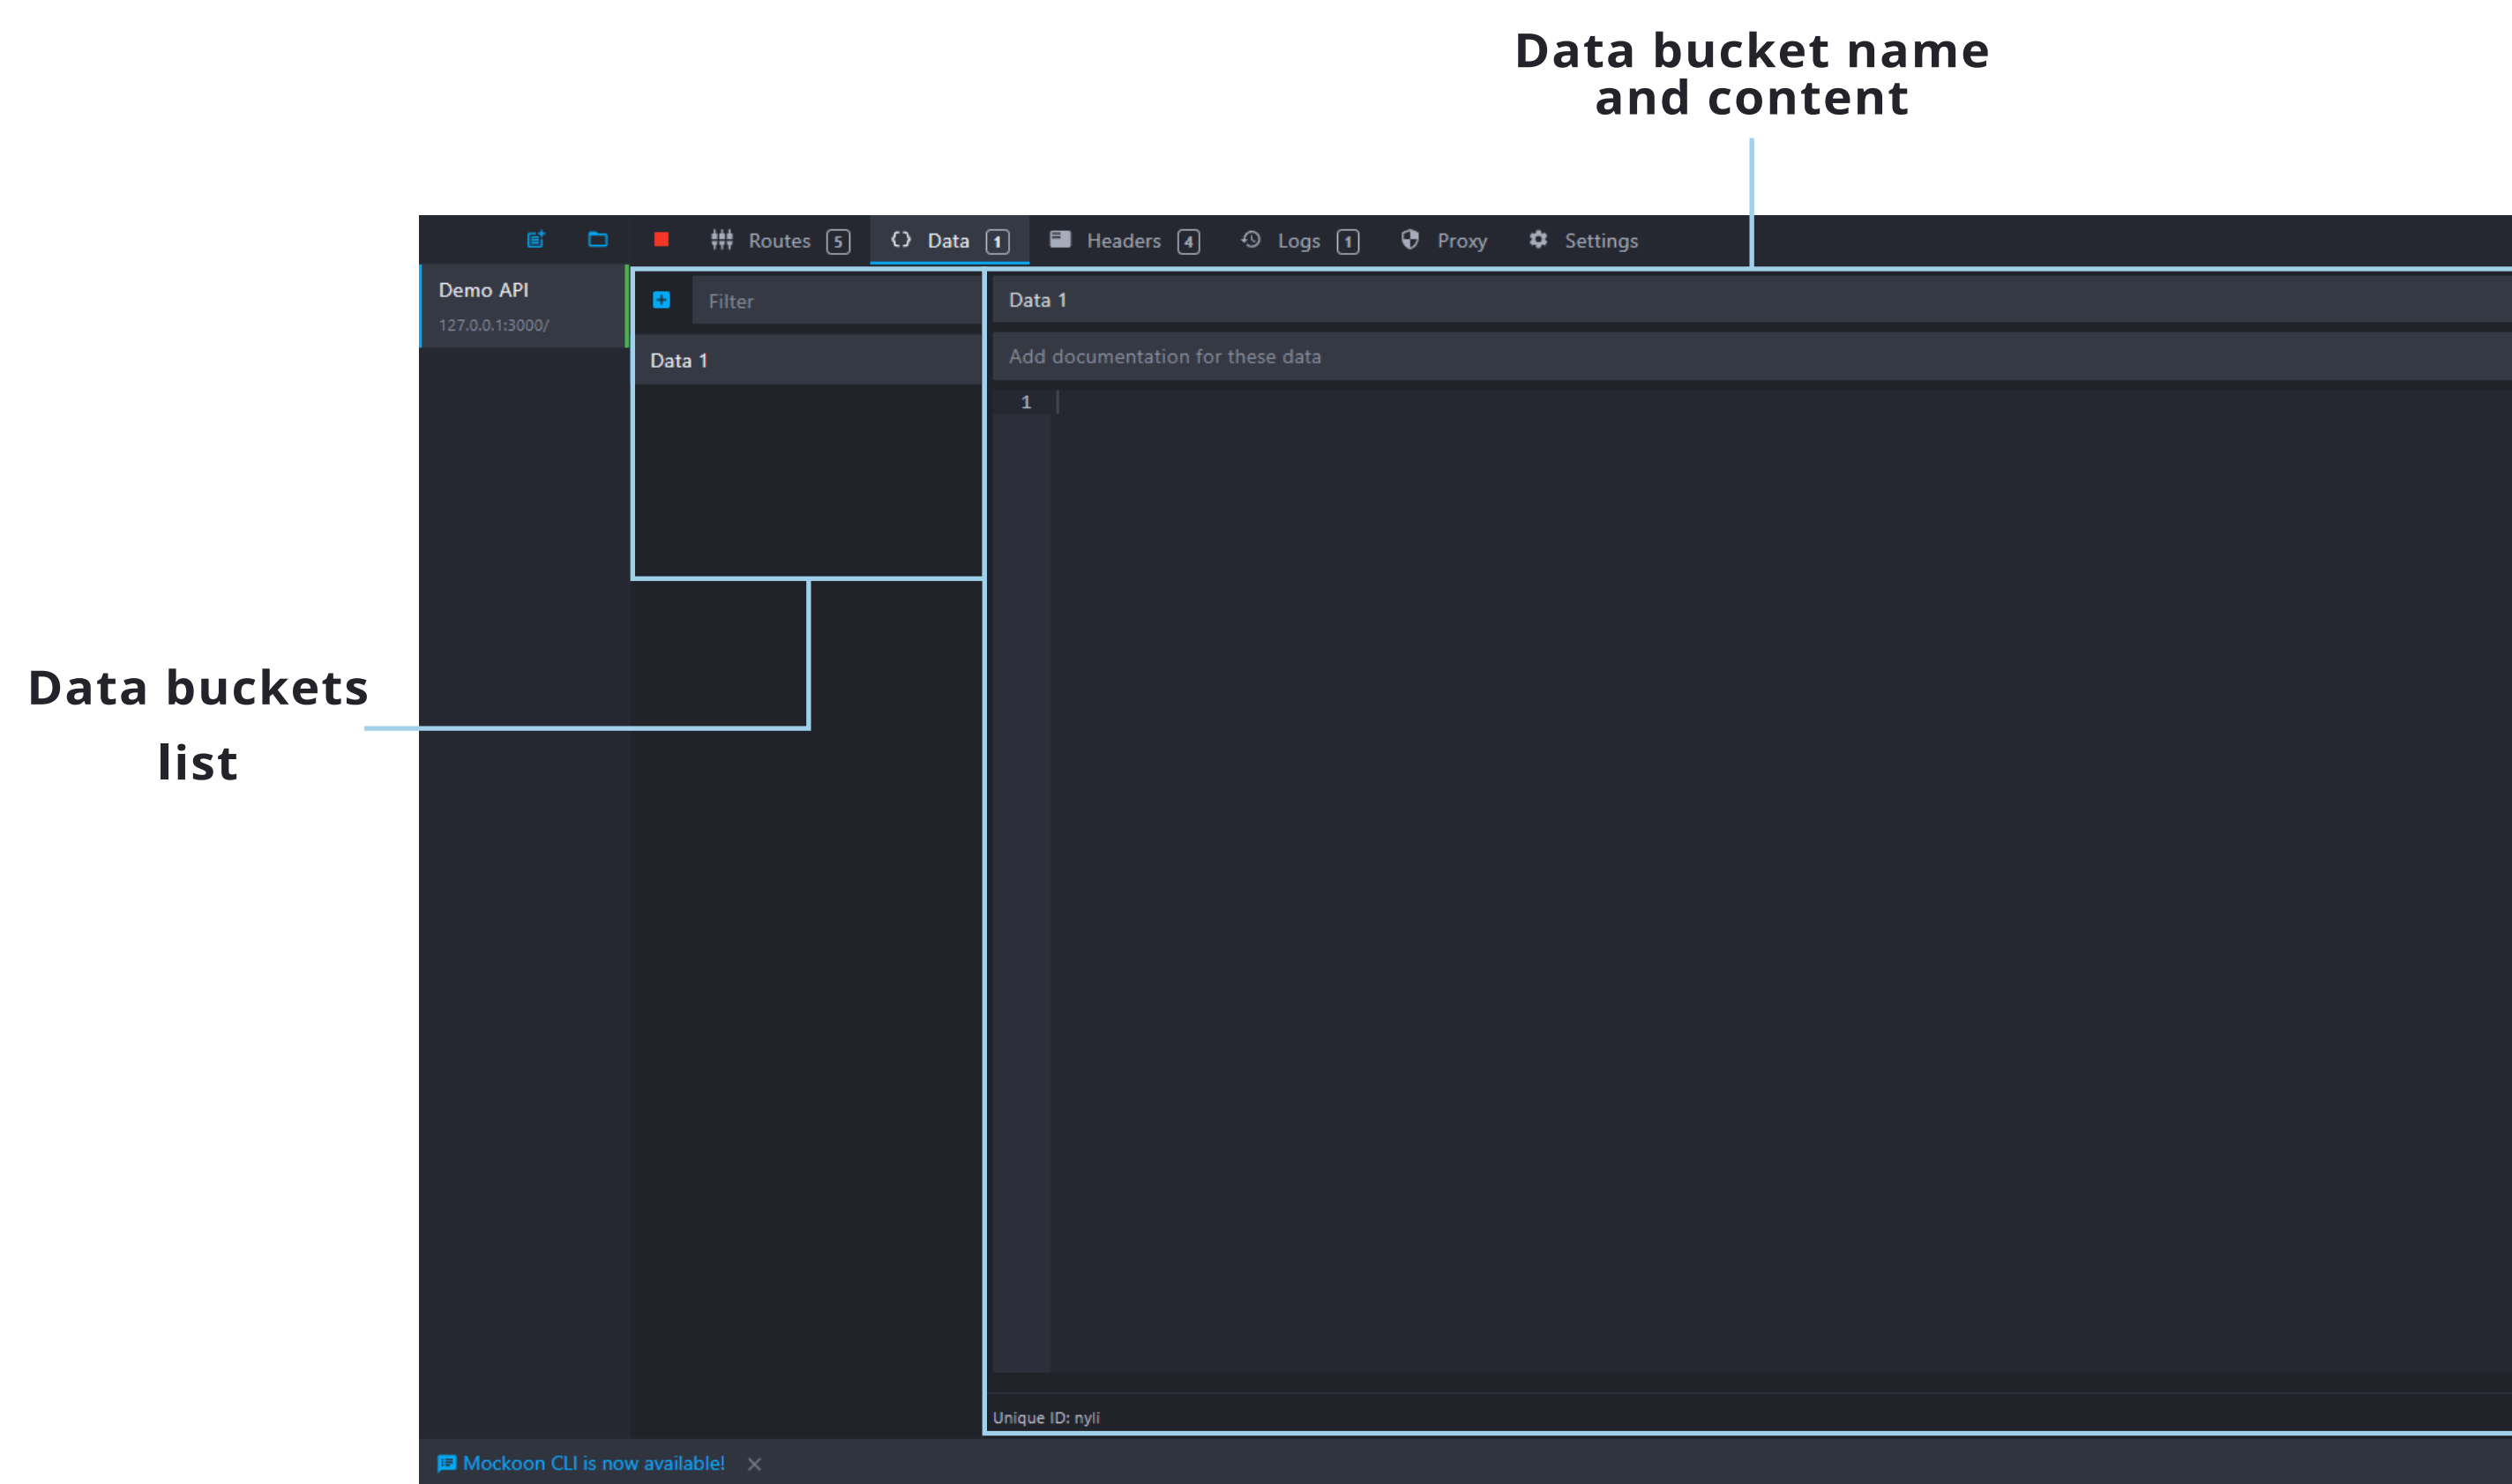 Data bucket name
and content
Routes 5 Data 1 Headers 4 Logs 1 Proxy Settings
Demo API
127.0.0.1:3000/
Filter
Data 1
Data 1
Add documentation for these data
1
Data buckets
list
Unique ID: nyli
Mockoon CLI is now available!